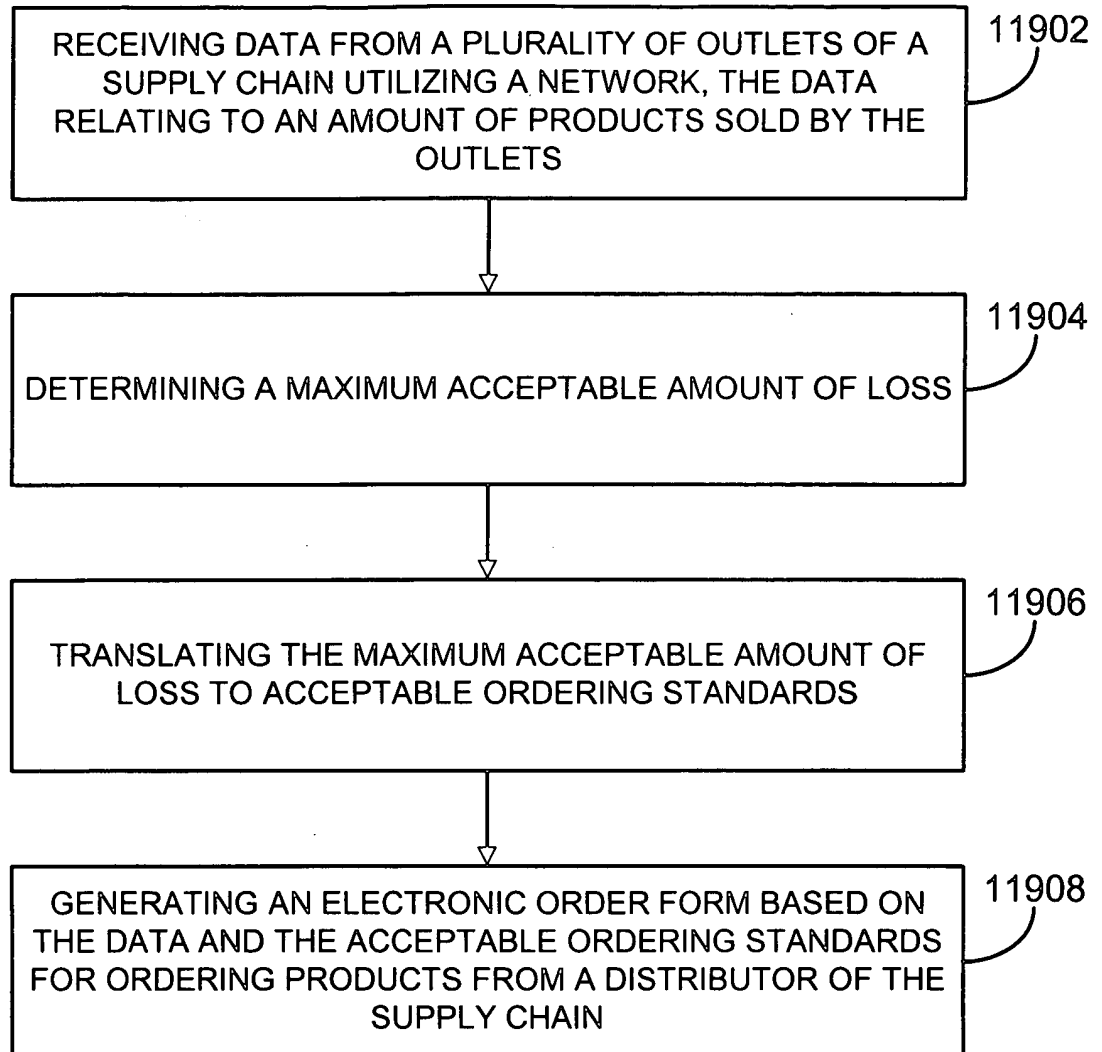 RECEIVING DATA FROM A PLURALITY OF OUTLETS OF A
SUPPLY CHAIN UTILIZING A NETWORK, THE DATA
RELATING TO AN AMOUNT OF PRODUCTS SOLD BY THE
OUTLETS
11902
DETERMINING A MAXIMUM ACCEPTABLE AMOUNT OF LOSS
11904
TRANSLATING THE MAXIMUM ACCEPTABLE AMOUNT OF
LOSS TO ACCEPTABLE ORDERING STANDARDS
11906
GENERATING AN ELECTRONIC ORDER FORM BASED ON
THE DATA AND THE ACCEPTABLE ORDERING STANDARDS
FOR ORDERING PRODUCTS FROM A DISTRIBUTOR OF THE
SUPPLY CHAIN
11908